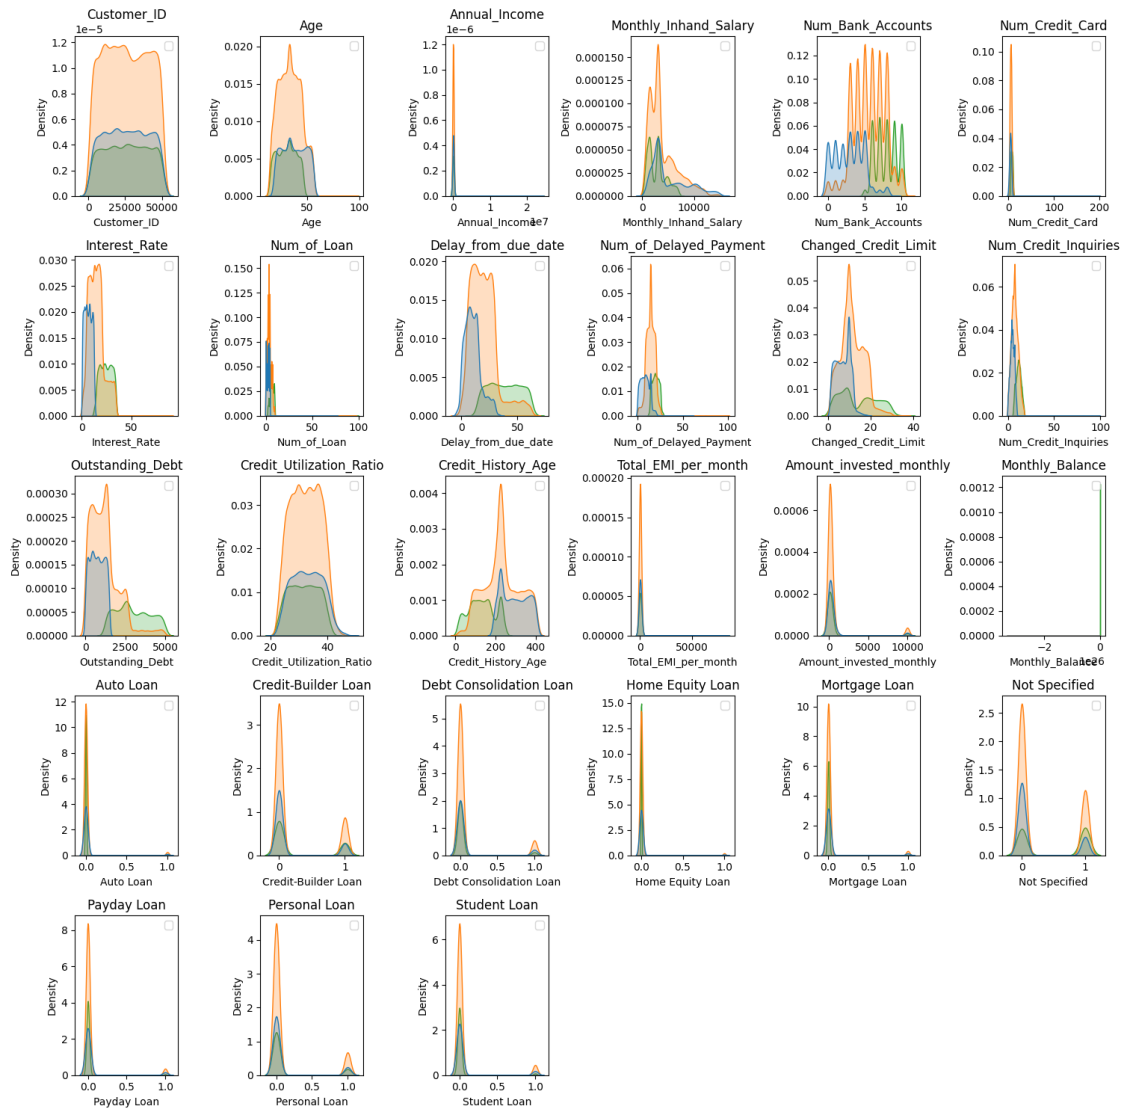 Customer_ID
1e−5
Density
1.2
1.0
0.8
0.6
0.4
0.2
0.0
0 25000 50000
Customer_ID
Age
Density
0.020
0.015
0.010
0.005
0.000
50 100
Age
Annual_Income
1e−6
Density
1.2
1.0
0.8
0.6
0.4
0.2
0.0
0 1 2
1e7
Annual_Income
Monthly_Inhand_Salary
Density
0.000150
0.000125
0.000100
0.000075
0.000050
0.000025
0.000000
0 10000
Monthly_Inhand_Salary
Num_Bank_Accounts
Density
0.12
0.10
0.08
0.06
0.04
0.02
0.00
0 5 10
Num_Bank_Accounts
Num_Credit_Card
Density
0.10
0.08
0.06
0.04
0.02
0.00
0 100 200
Num_Credit_Card
Interest_Rate
Density
0.030
0.025
0.020
0.015
0.010
0.005
0.000
0 50
Interest_Rate
Num_of_Loan
Density
0.150
0.125
0.100
0.075
0.050
0.025
0.000
0 50 100
Num_of_Loan
Delay_from_due_date
Density
0.020
0.015
0.010
0.005
0.000
0 50
Delay_from_due_date
Num_of_Delayed_Payment
Density
0.06
0.05
0.04
0.03
0.02
0.01
0.00
0 50 100
Num_of_Delayed_Payment
Changed_Credit_Limit
Density
0.05
0.04
0.03
0.02
0.01
0.00
0 20 40
Changed_Credit_Limit
Num_Credit_Inquiries
Density
0.06
0.04
0.02
0.00
0 50 100
Num_Credit_Inquiries
Outstanding_Debt
Density
0.00030
0.00025
0.00020
0.00015
0.00010
0.00005
0.00000
0 2500 5000
Outstanding_Debt
Credit_Utilization_Ratio
Density
0.03
0.02
0.01
0.00
20 40
Credit_Utilization_Ratio
Credit_History_Age
Density
0.004
0.003
0.002
0.001
0.000
0 200 400
Credit_History_Age
Total_EMI_per_month
Density
0.00020
0.00015
0.00010
0.00005
0.00000
0 50000
Total_EMI_per_month
Amount_invested_monthly
Density
0.0006
0.0004
0.0002
0.0000
0 5000 10000
Amount_invested_monthly
Monthly_Balance
Density
0.0012
0.0010
0.0008
0.0006
0.0004
0.0002
0.0000
−2 0
1e26
Monthly_Balance
Auto Loan
Density
12
10
8
6
4
2
0
0.0 0.5 1.0
Auto Loan
Credit-Builder Loan
Density
3
2
1
0
0 1
Credit-Builder Loan
Debt Consolidation Loan
Density
5
4
3
2
1
0
0.0 0.5 1.0
Debt Consolidation Loan
Home Equity Loan
Density
15.0
12.5
10.0
7.5
5.0
2.5
0.0
0.0 0.5 1.0
Home Equity Loan
Mortgage Loan
Density
10
8
6
4
2
0
0.0 0.5 1.0
Mortgage Loan
Not Specified
Density
2.5
2.0
1.5
1.0
0.5
0.0
0 1
Not Specified
Payday Loan
Density
8
6
4
2
0
0.0 0.5 1.0
Payday Loan
Personal Loan
Density
4
3
2
1
0
0.0 0.5 1.0
Personal Loan
Student Loan
Density
6
4
2
0
0.0 0.5 1.0
Student Loan